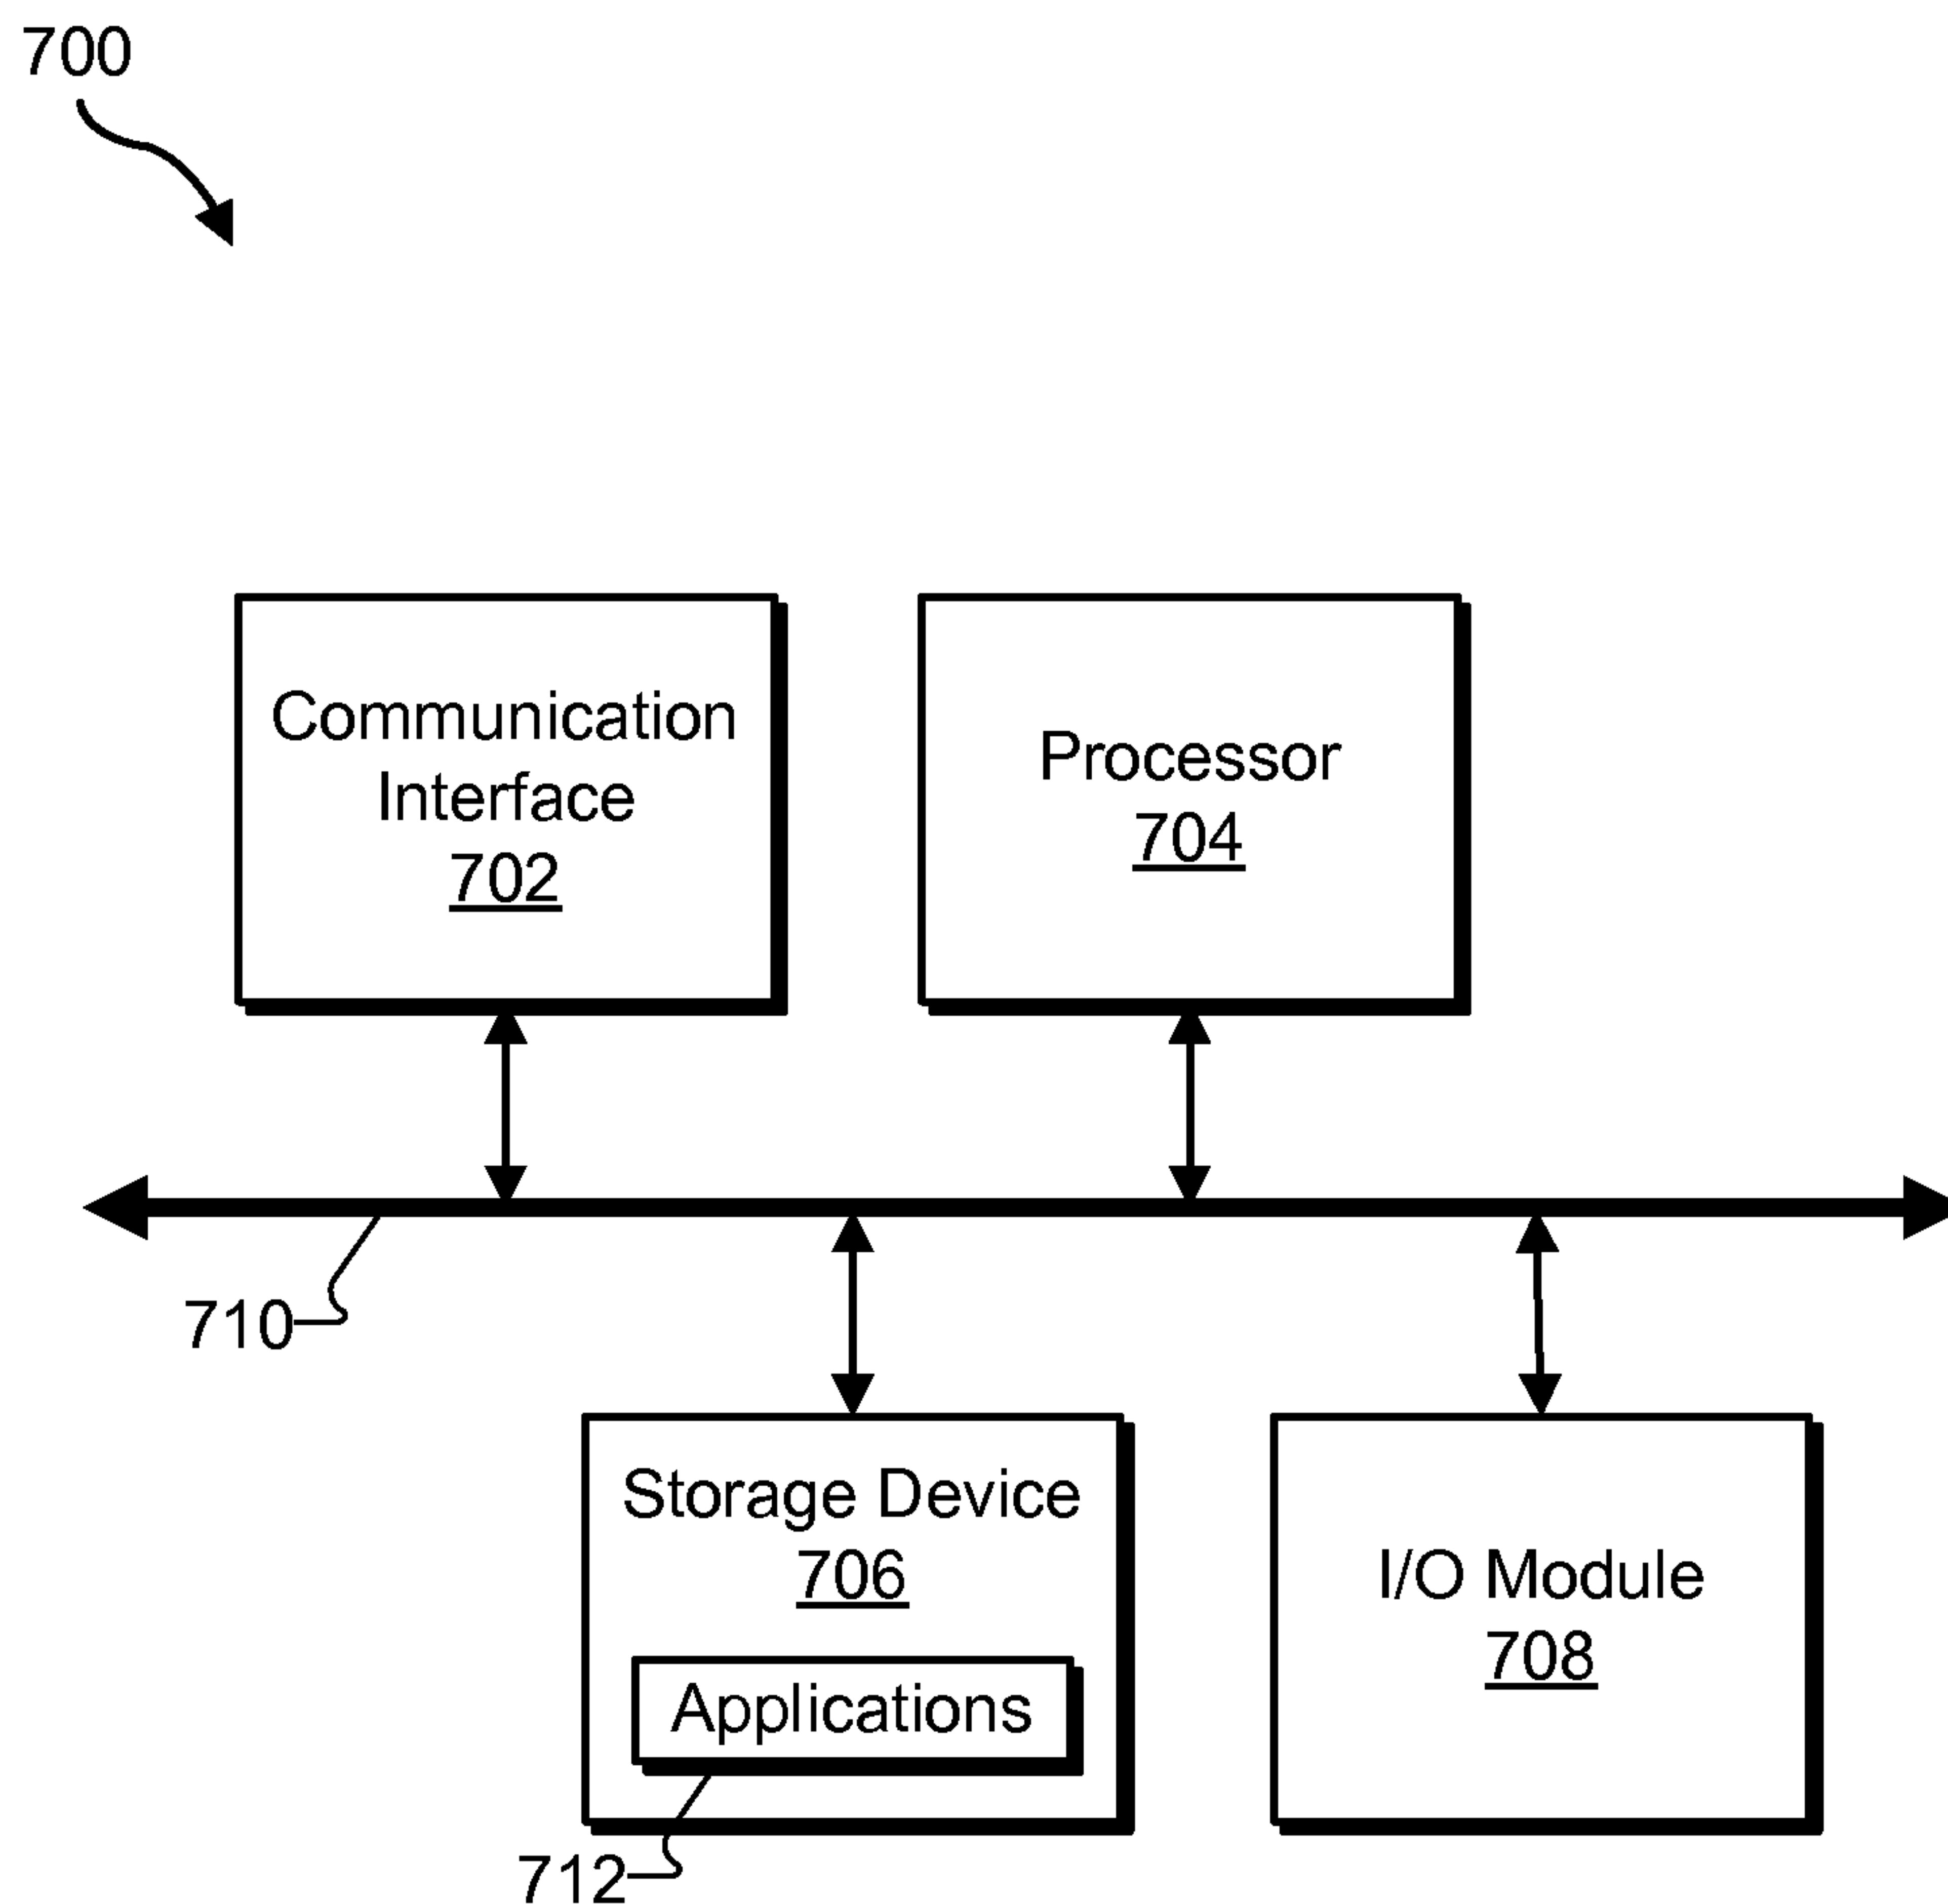 700
Communication
Interface
702
Processor
704
710
Storage Device
706
Applications
I/O Module
708
712